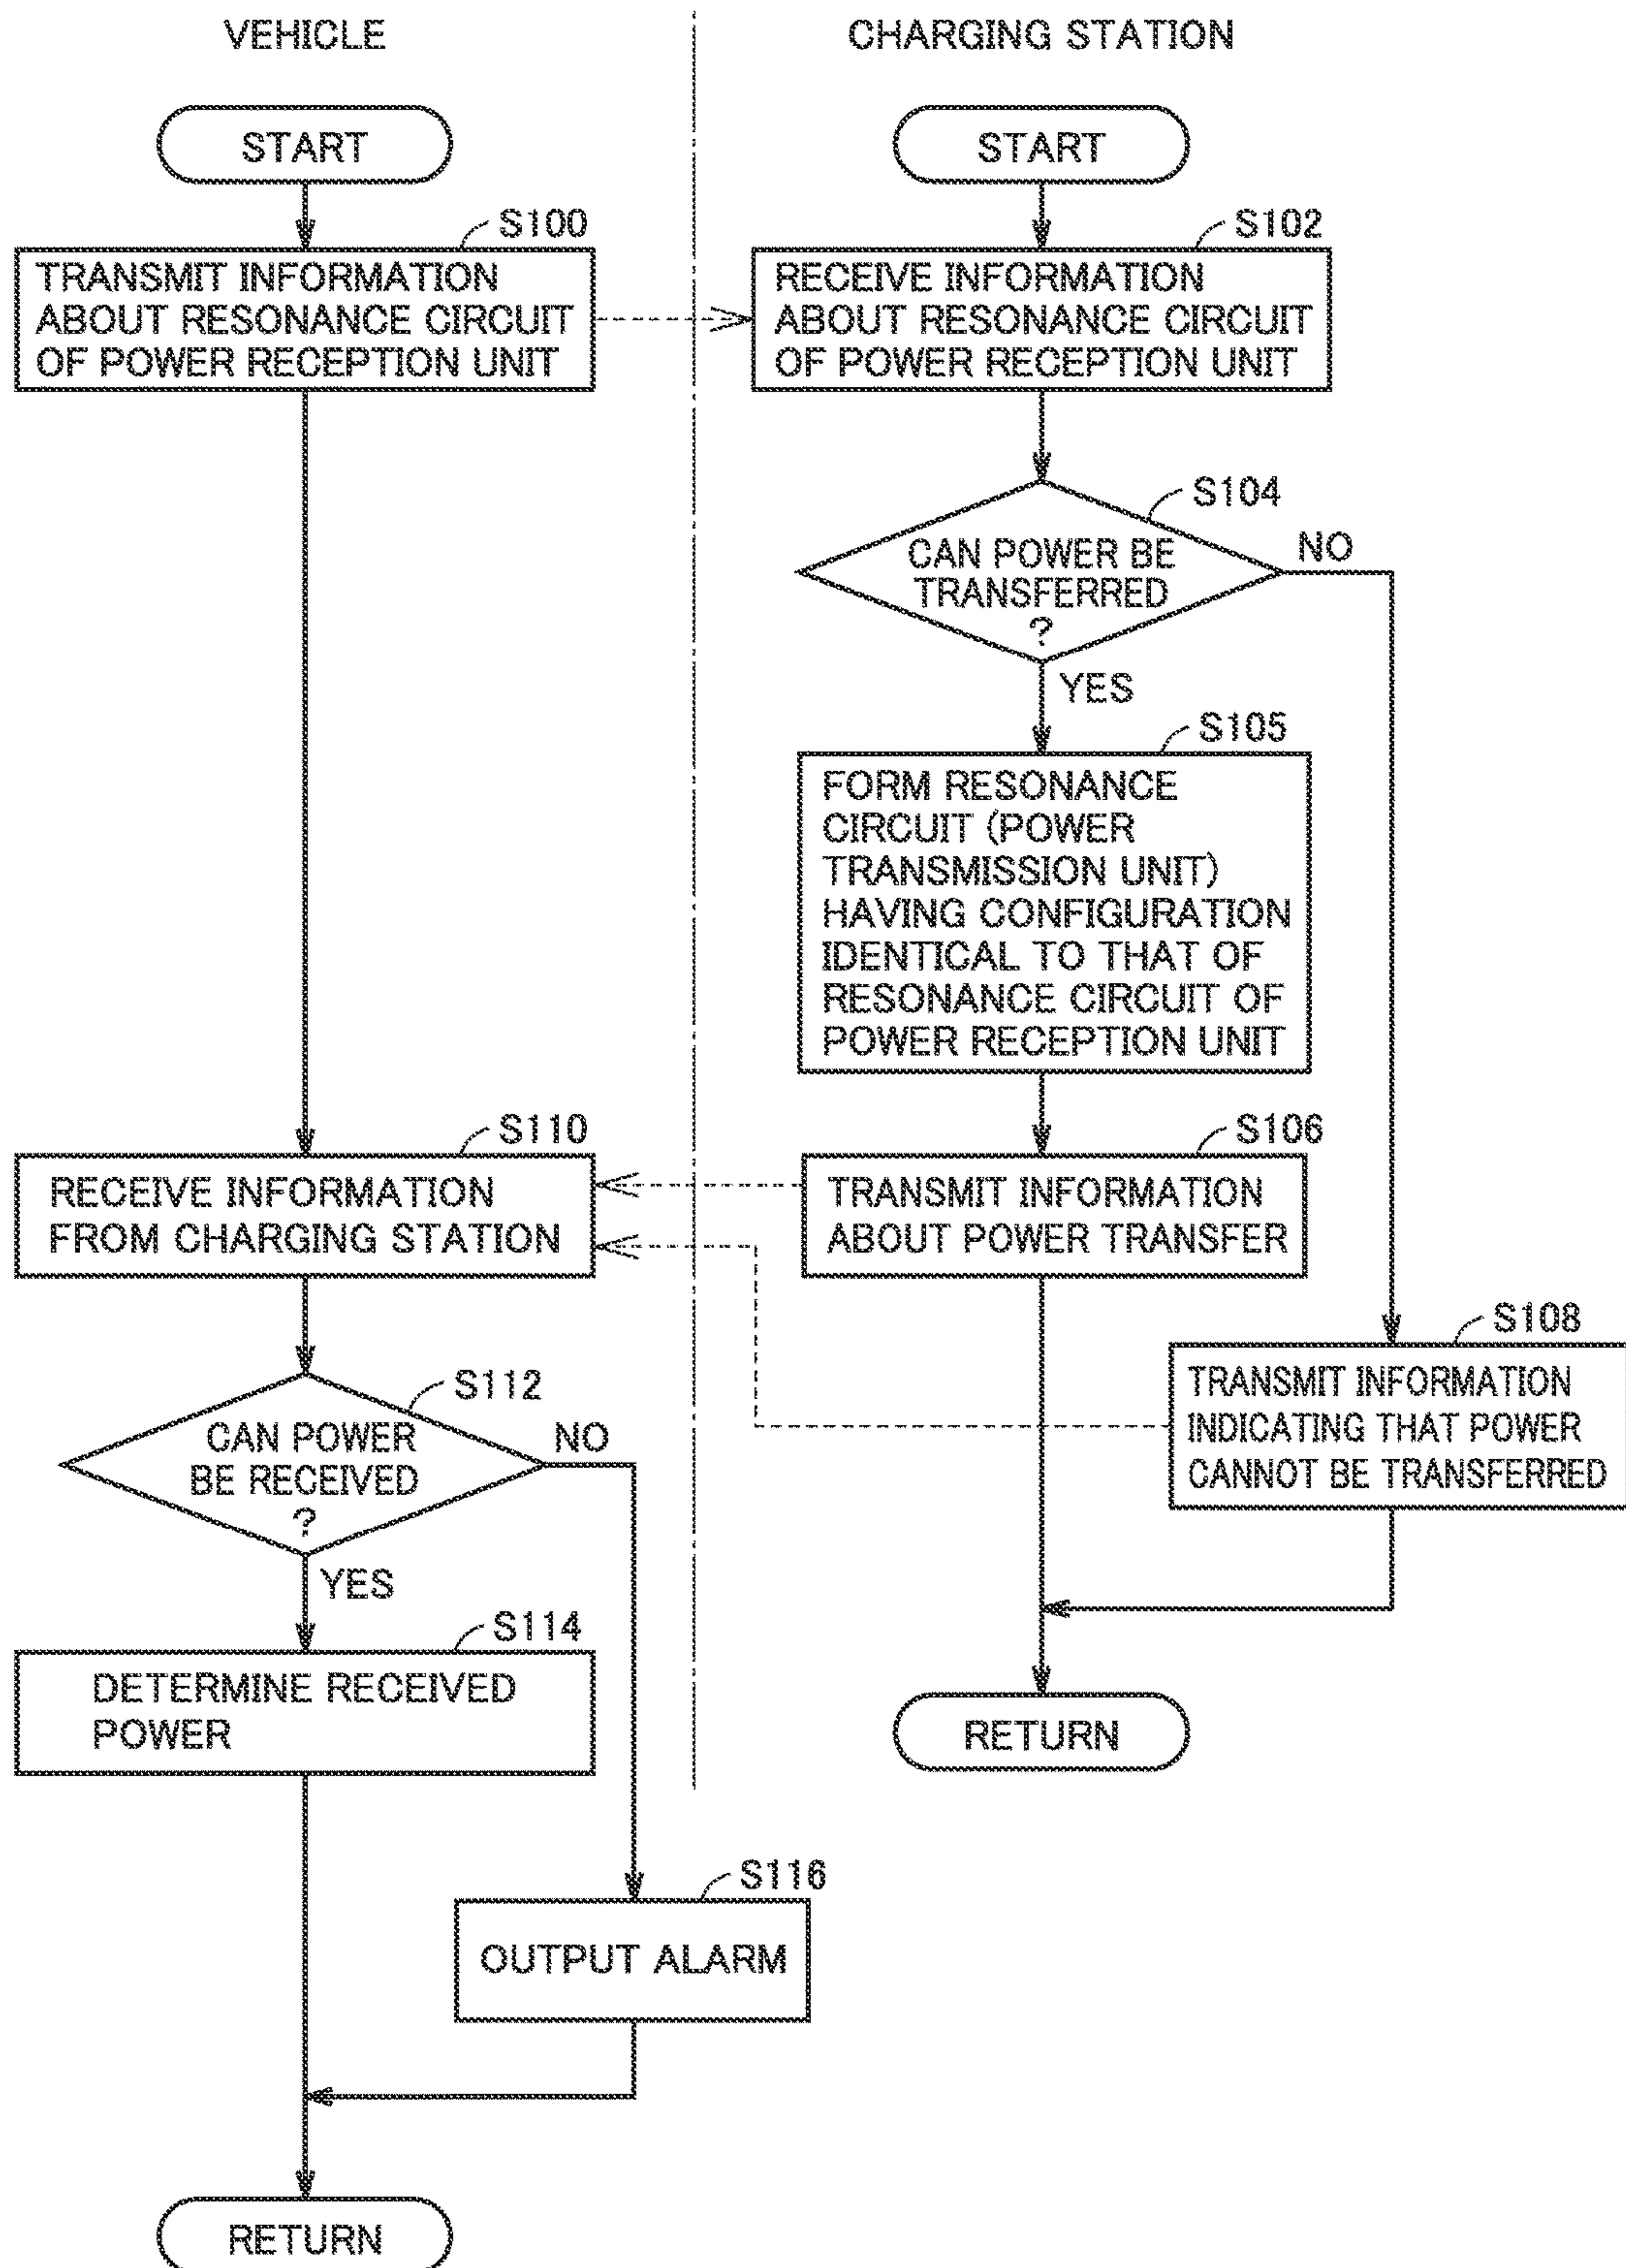 VEHICLE
CHARGING STATION
START
START
S100
S102
TRANSMIT INFORMATION
ABOUT RESONANCE CIRCUIT
OF POWER RECEPTION UNIT
RECEIVE INFORMATION
ABOUT RESONANCE CIRCUIT
OF POWER RECEPTION UNIT
S104
CAN POWER BE
TRANSFERRED
?
NO
YES
S105
FORM RESONANCE
CIRCUIT (POWER
TRANSMISSION UNIT)
HAVING CONFIGURATION
IDENTICAL TO THAT OF
RESONANCE CIRCUIT OF
POWER RECEPTION UNIT
S110
S106
RECEIVE INFORMATION
FROM CHARGING STATION
TRANSMIT INFORMATION
ABOUT POWER TRANSFER
S108
TRANSMIT INFORMATION
INDICATING THAT POWER
CANNOT BE TRANSFERRED
S112
CAN POWER
BE RECEIVED
?
NO
YES
S114
DETERMINE RECEIVED
POWER
RETURN
S116
OUTPUT ALARM
RETURN